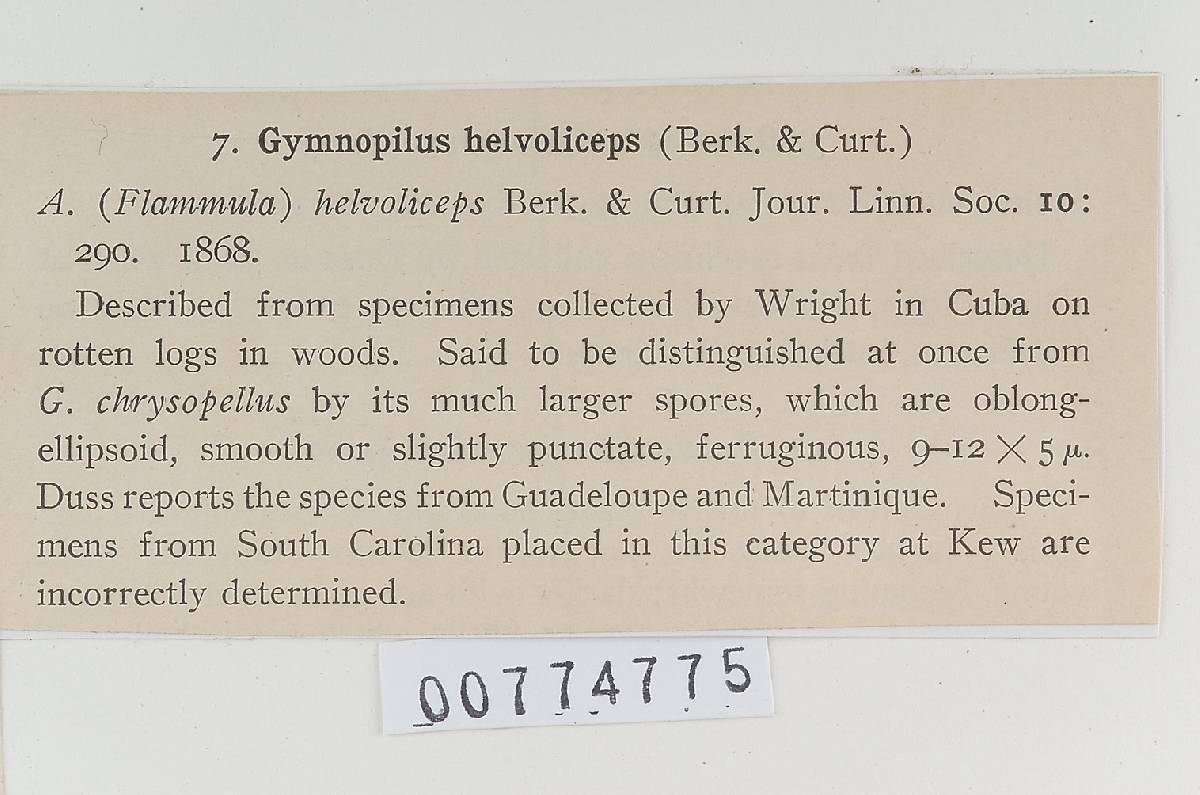 7. Gymnopilus helvoliceps (Berk. & Curt.)
A. (Flammula) helvoliceps Berk. & Curt. Jour. Linn. Soc. 10:
290. 1868.
Described from specimens collected by Wright in Cuba on
rotten logs in woods. Said to be distinguished at once from
G. chrysopellus by its much larger spores, which are oblong-
ellipsoid, smooth or slightly punctate, ferruginous, 9–12 × 5 μ.
Duss reports the species from Guadeloupe and Martinique. Speci-
mens from South Carolina placed in this category at Kew are
incorrectly determined.
00774775